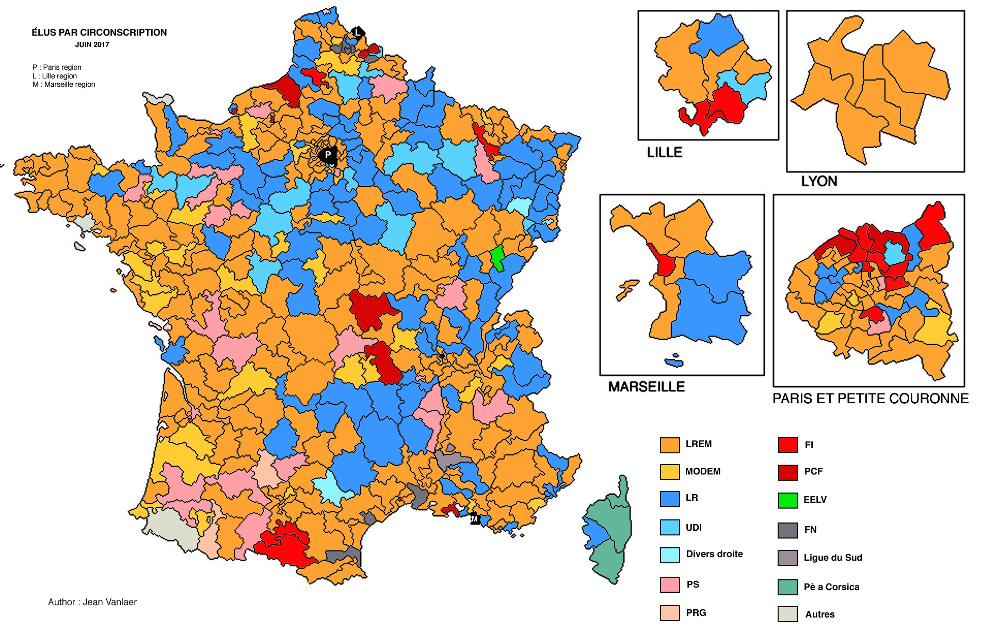 ÉLUS PAR CIRCONSCRIPTION
JUIN 2017
P : Paris region
L : Lille region
M : Marseille region
L
P
M
LILLE
LYON
MARSEILLE
PARIS ET PETITE COURONNE
LREM
MODEM
LR
UDI
Divers droite
PS
PRG
FI
PCF
EELV
FN
Ligue du Sud
Pè a Corsica
Autres
Author : Jean Vanlaer